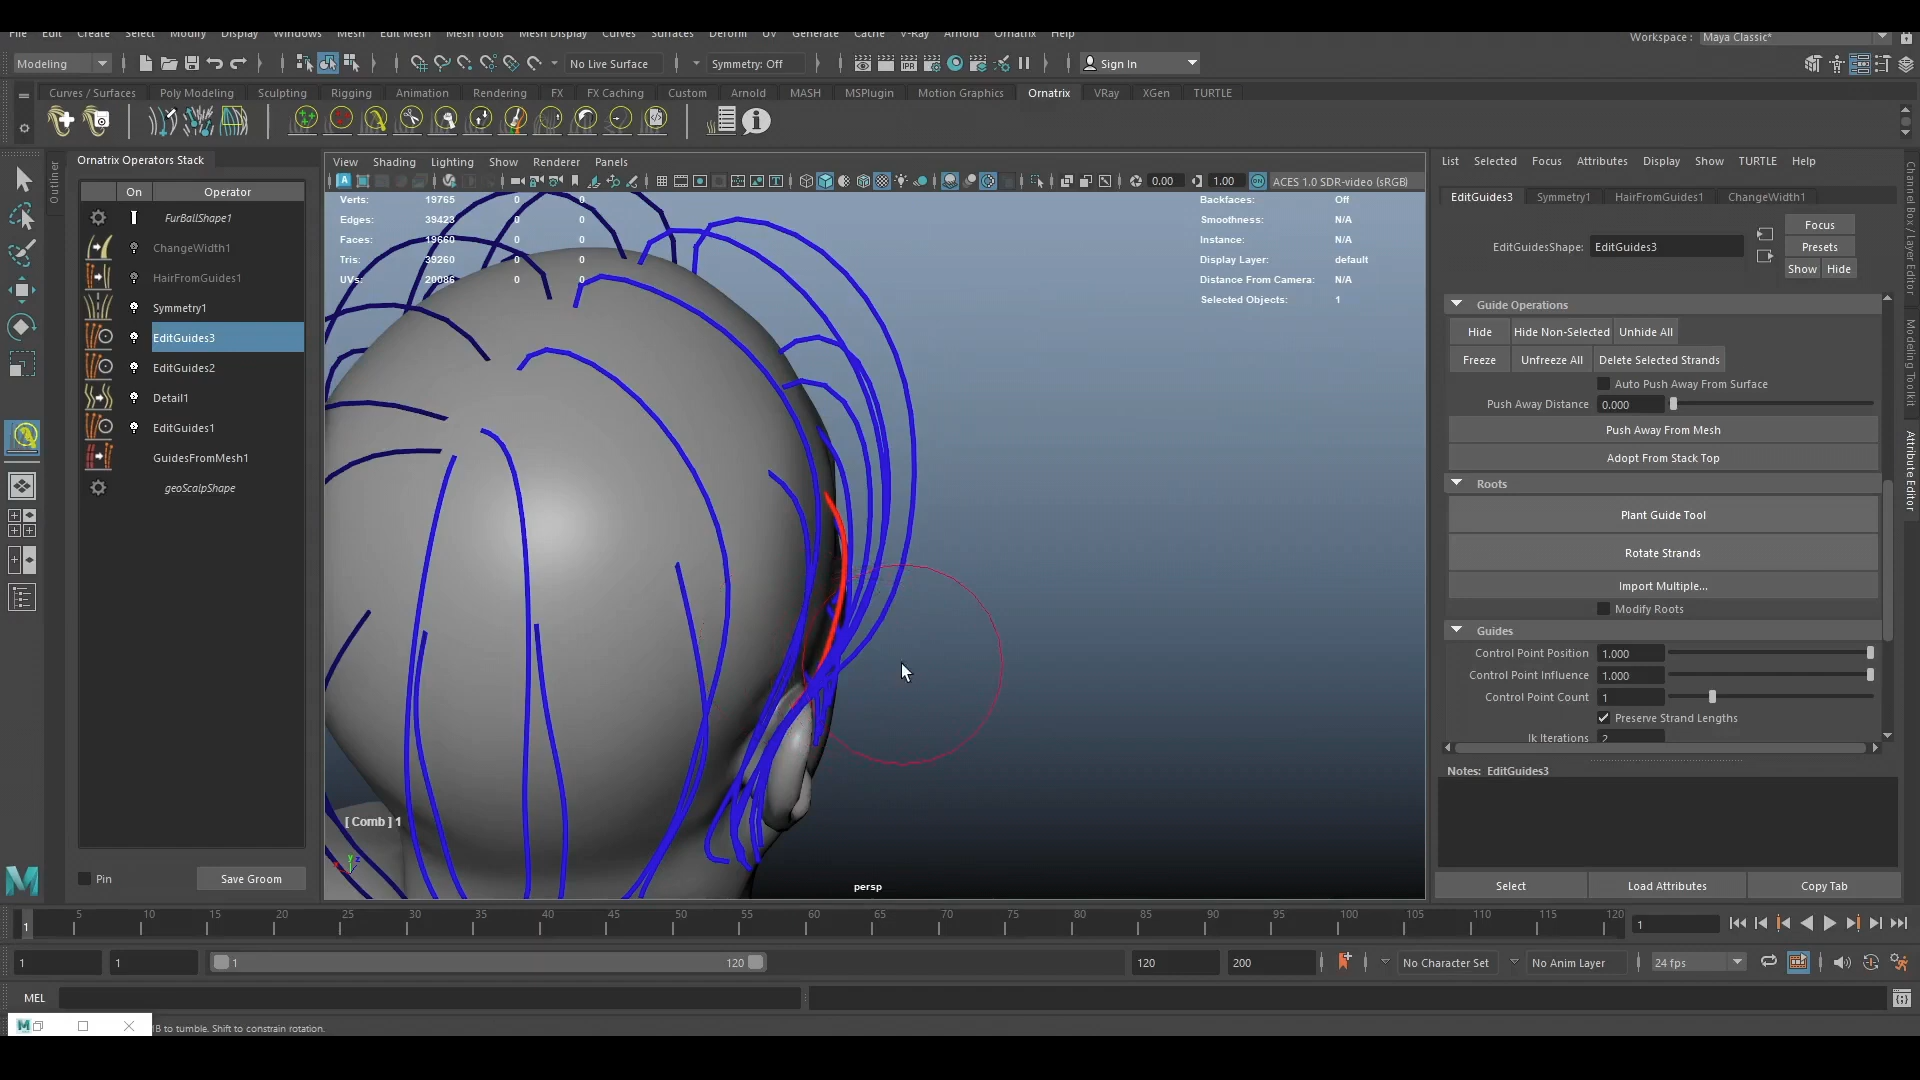 File Edit Create Select Modify Display Windows Mesh Edit Mesh Mesh Tools Mesh Display Curves Surfaces Deform UV Generate Cache V-Ray Arnold Ornatrix Help
Workspace : Maya Classic*
Modeling No Live Surface Symmetry: Off Sign In
Curves / Surfaces Poly Modeling Sculpting Rigging Animation Rendering FX FX Caching Custom Arnold MASH MSPlugin Motion Graphics Ornatrix VRay XGen TURTLE
Ornatrix Operators Stack
Outliner
On Operator
FurBallShape1
ChangeWidth1
HairFromGuides1
Symmetry1
EditGuides3
EditGuides2
Detail1
EditGuides1
GuidesFromMesh1
geoScalpShape
Pin Save Groom
View Shading Lighting Show Renderer Panels
0.00 1.00 ACES 1.0 SDR-video (sRGB)
Verts: 19765 0 0
Edges: 39423 0 0
Faces: 19660 0 0
Tris: 39260 0 0
UVs: 20086 0 0
Backfaces: Off
Smoothness: N/A
Instance: N/A
Display Layer: default
Distance From Camera: N/A
Selected Objects: 1
[ Comb ] 1
persp
List Selected Focus Attributes Display Show TURTLE Help
EditGuides3 Symmetry1 HairFromGuides1 ChangeWidth1
EditGuidesShape: EditGuides3
Focus
Presets
Show Hide
Guide Operations
Hide Hide Non-Selected Unhide All
Freeze Unfreeze All Delete Selected Strands
Auto Push Away From Surface
Push Away Distance 0.000
Push Away From Mesh
Adopt From Stack Top
Roots
Plant Guide Tool
Rotate Strands
Import Multiple...
Modify Roots
Guides
Control Point Position 1.000
Control Point Influence 1.000
Control Point Count 1
Preserve Strand Lengths
Ik Iterations 2
Notes: EditGuides3
Select Load Attributes Copy Tab
Channel Box / Layer Editor
Modeling Toolkit
Attribute Editor
1 5 10 15 20 25 30 35 40 45 50 55 60 65 70 75 80 85 90 95 100 105 110 115 120 1
1 1 1 120 120 200 No Character Set No Anim Layer 24 fps
MEL
B to tumble. Shift to constrain rotation.